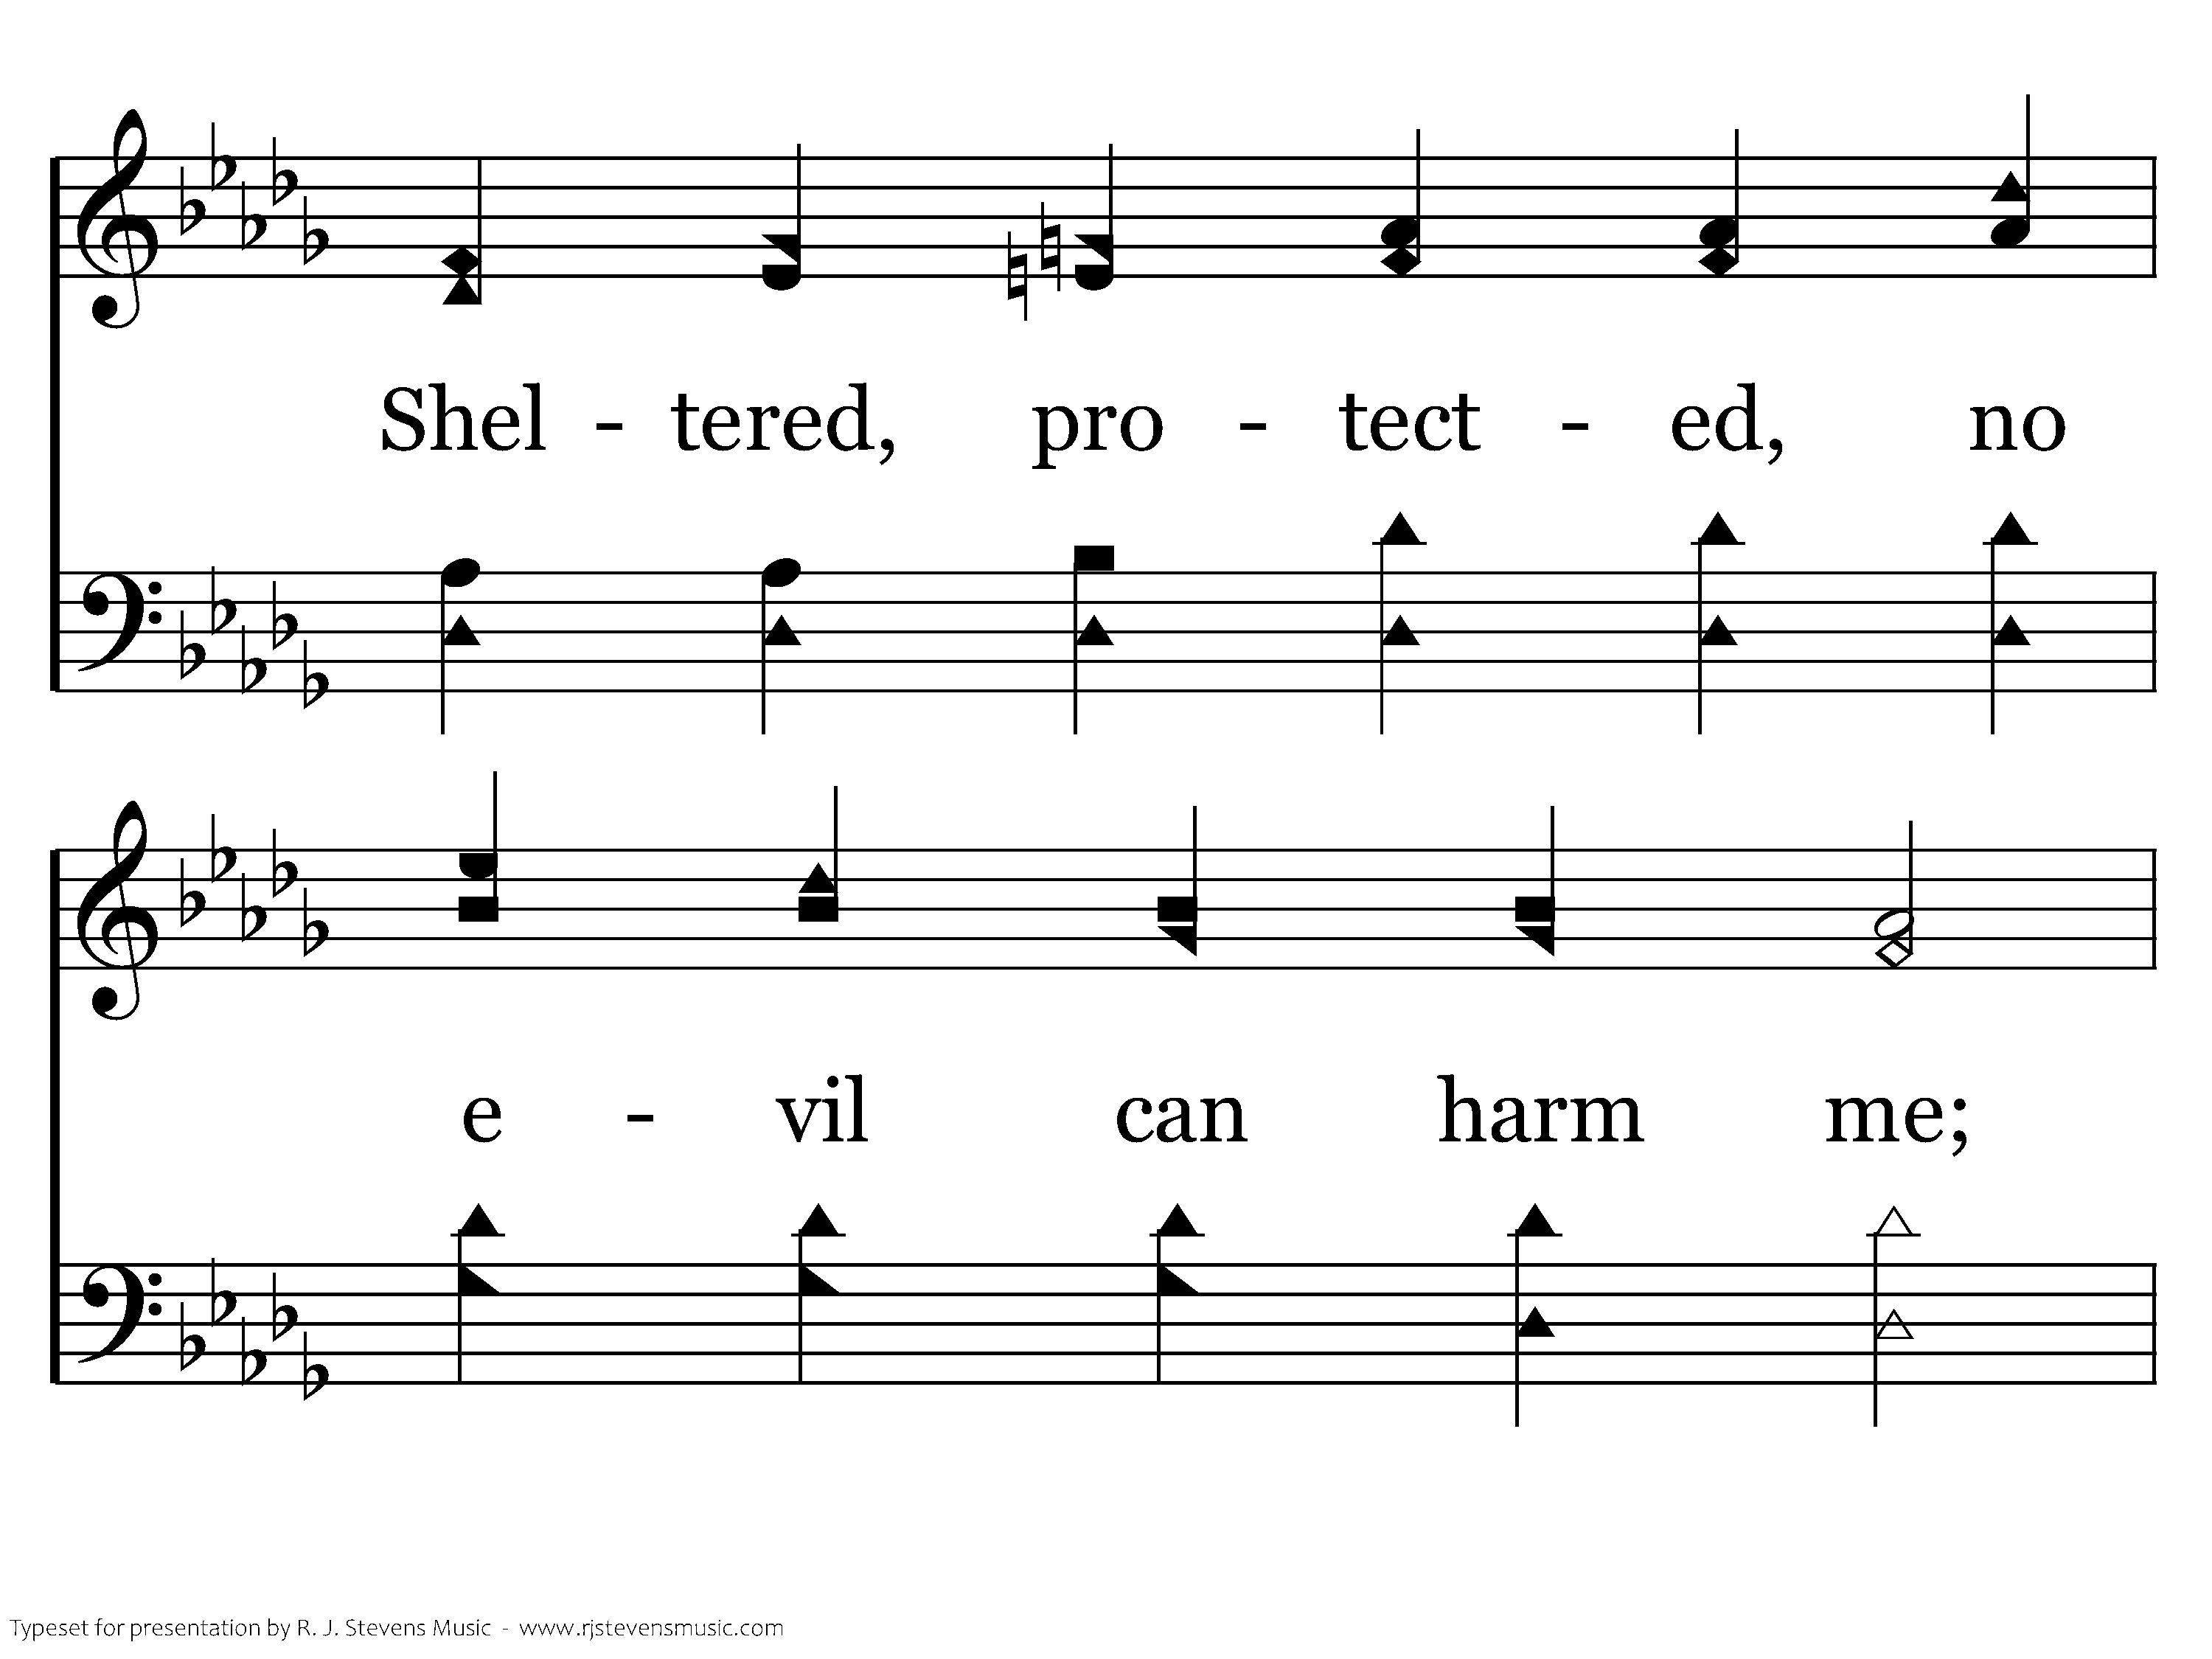 Shel - tered, pro - tect - ed, no
e - vil can harm me;
Typeset for presentation by R. J. Stevens Music - www.rjstevensmusic.com